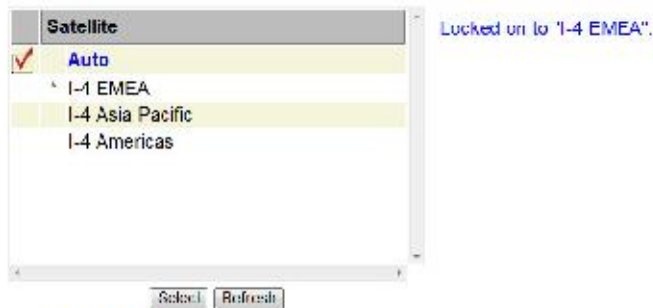 Satellite
Locked on to "I-4 EMEA".
Auto
I-4 EMEA
I-4 Asia Pacific
I-4 Americas
Select Refresh